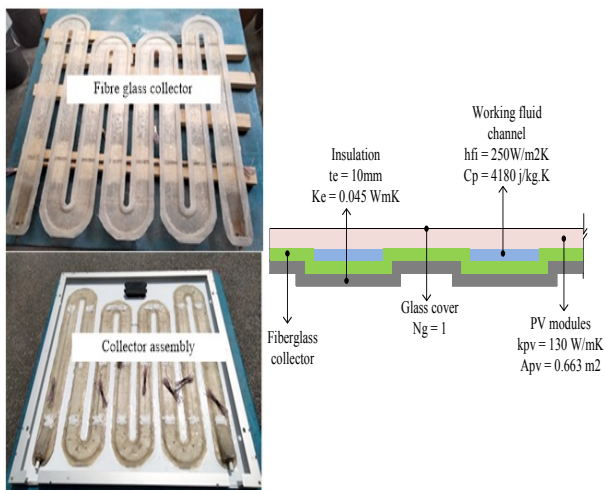 Fibre glass collector
Collector assembly
Working fluid
channel
hfi = 250W/m2K
Cp = 4180 j/kg.K
Insulation
te = 10mm
Ke = 0.045 WmK
Fiberglass
collector
Glass cover
Ng = 1
PV modules
kpv = 130 W/mK
Apv = 0.663 m2